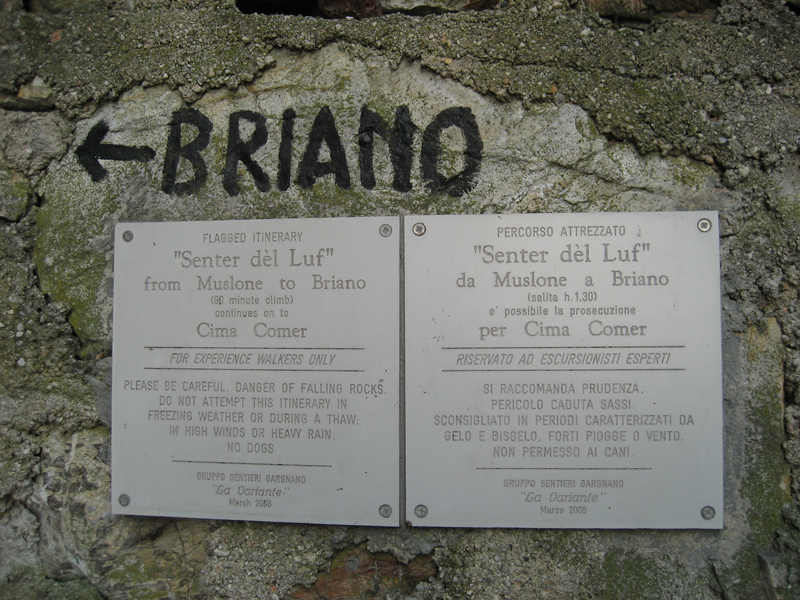 ← BRIANO
FLAGGED ITINERARY
"Senter dèl Luf"
from Muslone to Briano
(90 minute climb)
continues on to
Cima Comer
FOR EXPERIENCE WALKERS ONLY
PLEASE BE CAREFUL. DANGER OF FALLING ROCKS.
DO NOT ATTEMPT THIS ITINERARY IN
FREEZING WEATHER OR DURING A THAW;
IN HIGH WINDS OR HEAVY RAIN.
NO DOGS
GRUPPO SENTIERI GARGNANO
"La Variante"
March 2006
PERCORSO ATTREZZATO
"Senter dèl Luf"
da Muslone a Briano
(salita h.1.30)
e' possibile la prosecuzione
per Cima Comer
RISERVATO AD ESCURSIONISTI ESPERTI
SI RACCOMANDA PRUDENZA.
PERICOLO CADUTA SASSI.
SCONSIGLIATO IN PERIODI CARATTERIZZATI DA
GELO E DISGELO, FORTI PIOGGE O VENTO.
NON PERMESSO AI CANI.
GRUPPO SENTIERI GARGNANO
"La Variante"
Marzo 2006